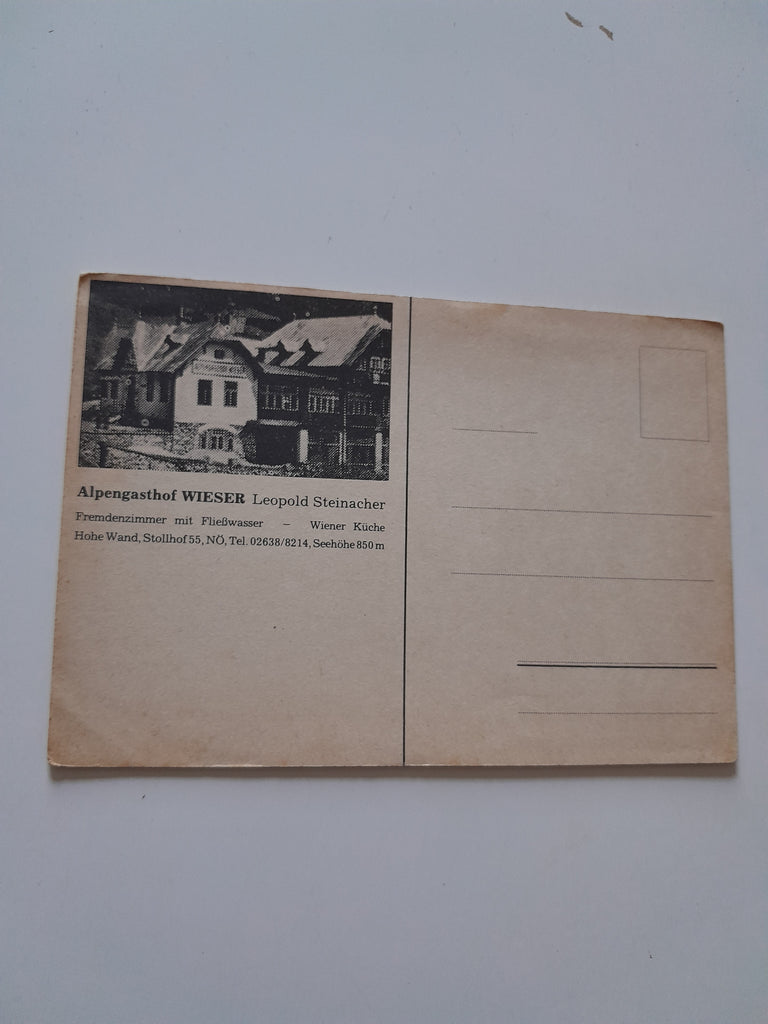 Alpengasthof WIESER Leopold Steinacher
Fremdenzimmer mit Fließwasser – Wiener Küche
Hohe Wand, Stollhof 55, NÖ, Tel. 02638/8214, Seehöhe 850 m